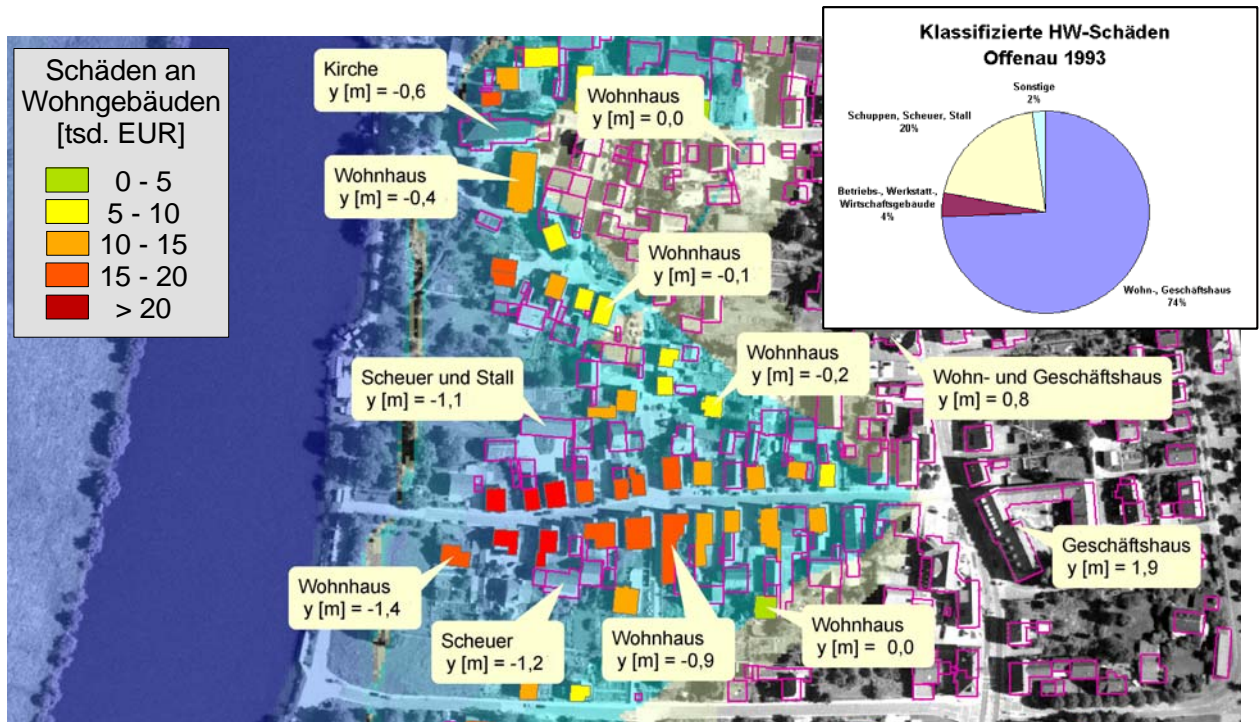 Schäden an
Wohngebäuden
[tsd. EUR]
0 - 5
5 - 10
10 - 15
15 - 20
> 20
Klassifizierte HW-Schäden
Offenau 1993
Sonstige
2%
Schuppen, Scheuer, Stall
20%
Betriebs-, Werkstatt-,
Wirtschaftsgebäude
4%
Wohn-, Geschäftshaus
74%
Kirche
y [m] = -0,6
Wohnhaus
y [m] = 0,0
Wohnhaus
y [m] = -0,4
Wohnhaus
y [m] = -0,1
Wohnhaus
y [m] = -0,2
Scheuer und Stall
y [m] = -1,1
Wohn- und Geschäftshaus
y [m] = 0,8
Geschäftshaus
y [m] = 1,9
Wohnhaus
y [m] = -1,4
Scheuer
y [m] = -1,2
Wohnhaus
y [m] = -0,9
Wohnhaus
y [m] = 0,0